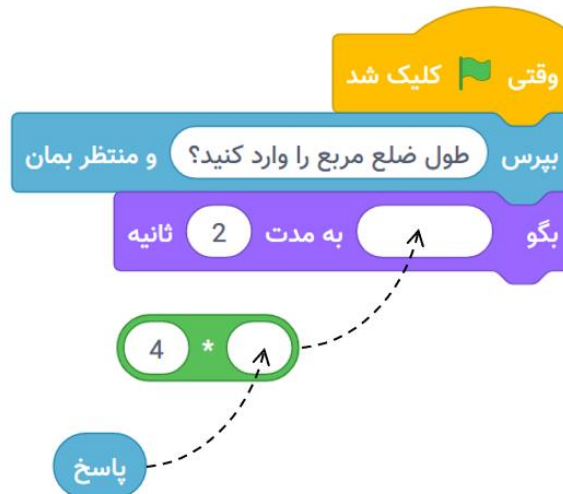 وقتی کلیک شد
بپرس طول ضلع مربع را وارد کنید؟ و منتظر بمان
بگو به مدت 2 ثانیه
* 4
پاسخ